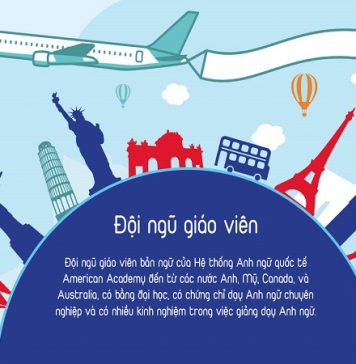 Đội ngũ giáo viên
Đội ngũ giáo viên bản ngữ của Hệ thống Anh ngữ quốc tế
American Academy đến từ các nước Anh, Mỹ, Canada, và
Australia, có bằng đại học, có chứng chỉ dạy Anh ngữ chuyên
nghiệp và có nhiều kinh nghiệm trong việc giảng dạy Anh ngữ.